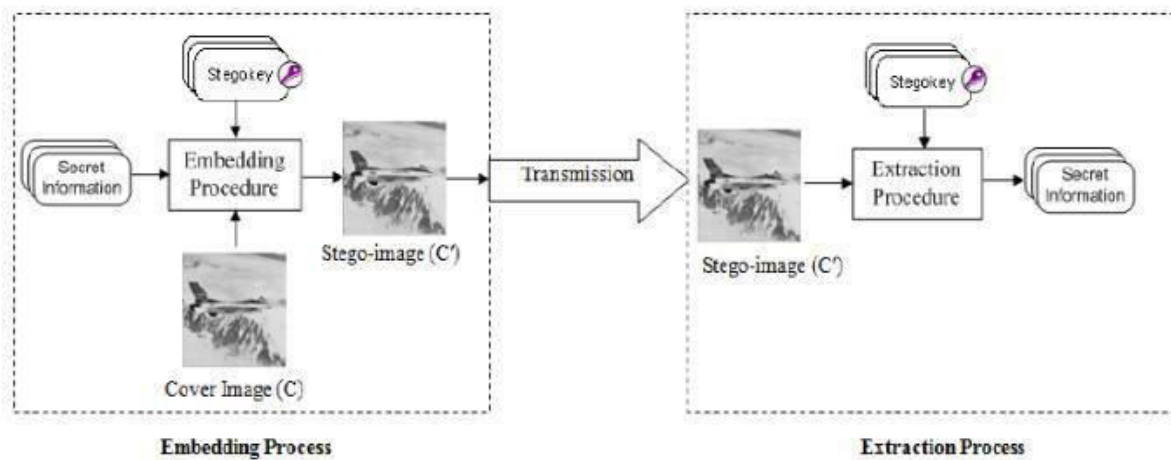 Stegokey
Secret
Information
Embedding
Procedure
Stego-image (C')
Cover Image (C)
Embedding Process
Transmission
Stegokey
Extraction
Procedure
Secret
Information
Stego-image (C')
Extraction Process